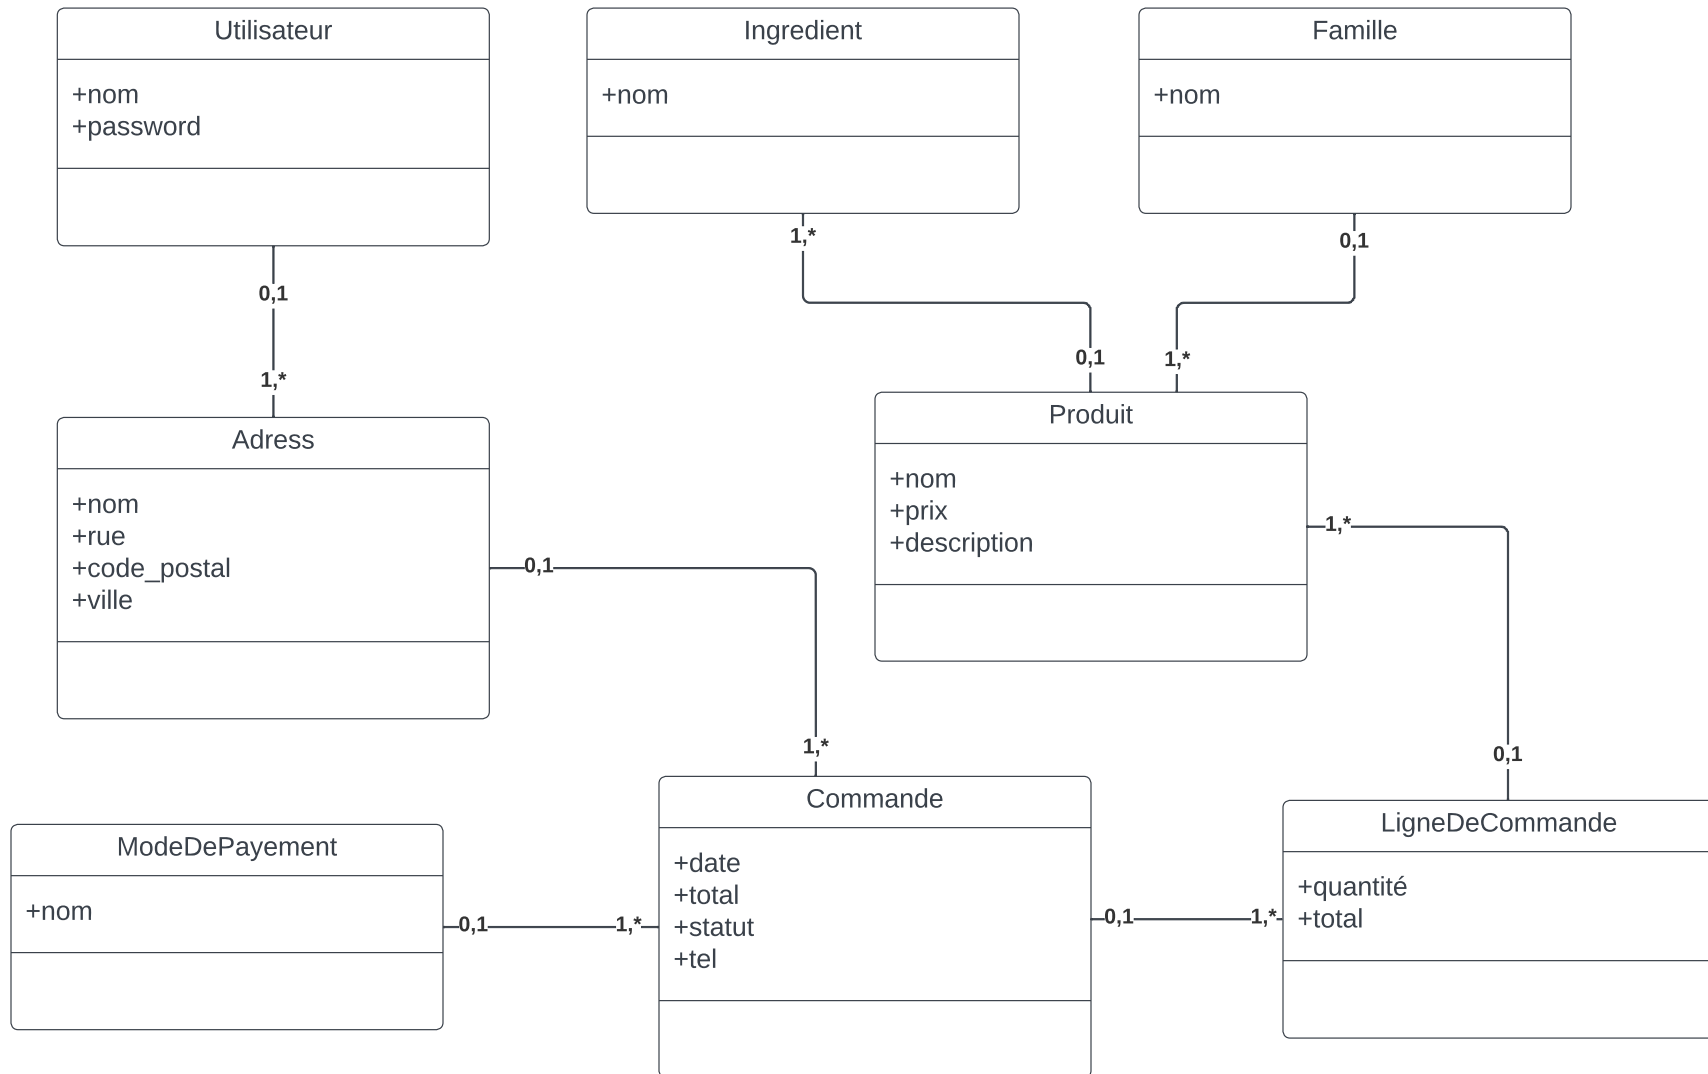 Utilisateur
+nom
+password
Ingredient
+nom
Famille
+nom
0,1
1,*
1,*
0,1
0,1
1,*
Adress
+nom
+rue
+code_postal
+ville
Produit
+nom
+prix
+description
0,1
1,*
1,*
0,1
ModeDePayement
+nom
0,1
1,*
Commande
+date
+total
+statut
+tel
0,1
1,*
LigneDeCommande
+quantité
+total